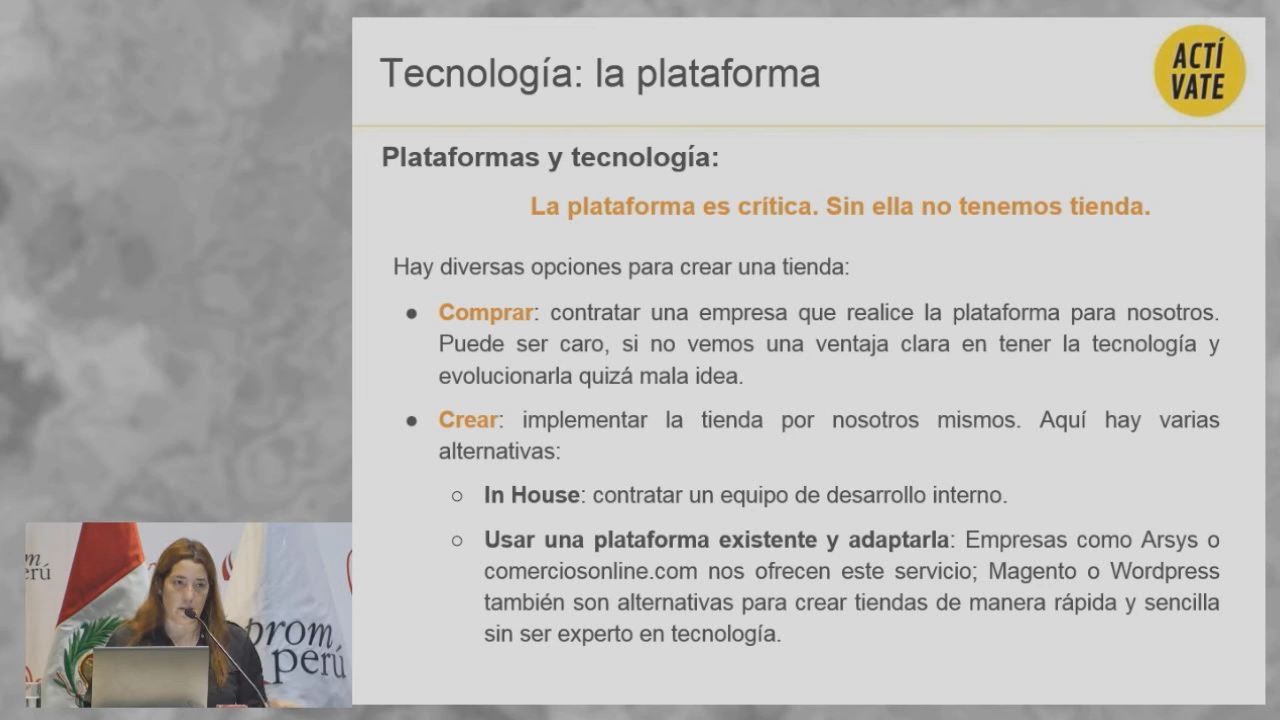 Tecnología: la plataforma
ACTÍ
VATE
Plataformas y tecnología:
La plataforma es crítica. Sin ella no tenemos tienda.
Hay diversas opciones para crear una tienda:
● Comprar: contratar una empresa que realice la plataforma para nosotros.
Puede ser caro, si no vemos una ventaja clara en tener la tecnología y
evolucionarla quizá mala idea.
● Crear: implementar la tienda por nosotros mismos. Aquí hay varias
alternativas:
○ In House: contratar un equipo de desarrollo interno.
○ Usar una plataforma existente y adaptarla: Empresas como Arsys o
comerciosonline.com nos ofrecen este servicio; Magento o Wordpress
también son alternativas para crear tiendas de manera rápida y sencilla
sin ser experto en tecnología.
om
erú
prom
perú